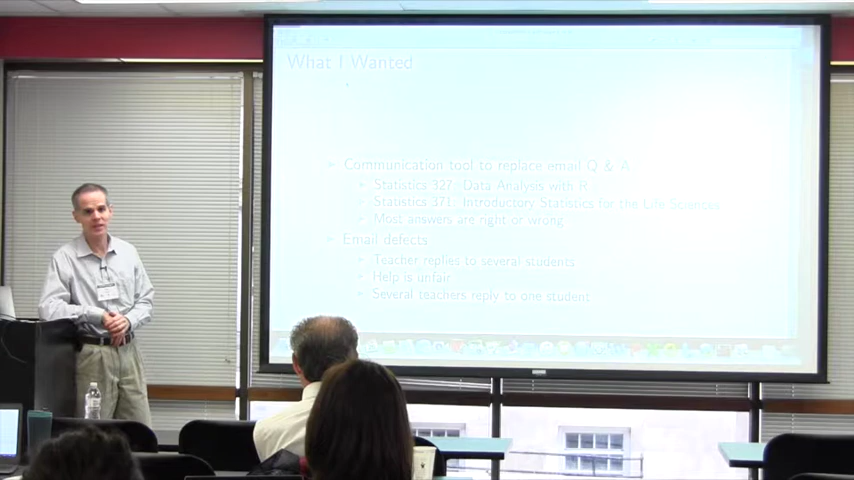 What I Wanted
Communication tool to replace email Q & A
Statistics 327: Data Analysis with R
Statistics 371: Introductory Statistics for the Life Sciences
Most answers are right or wrong
Email defects
Teacher replies to several students
Help is unfair
Several teachers reply to one student